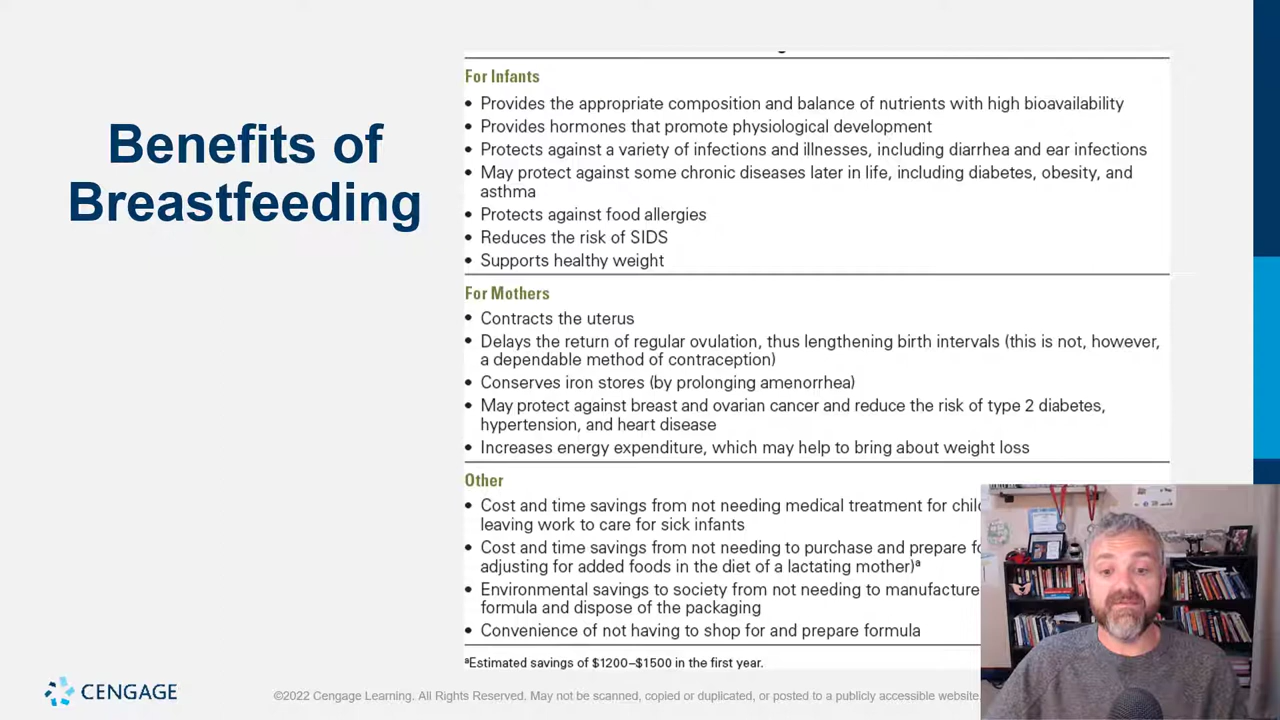 Benefits of
Breastfeeding
For Infants
• Provides the appropriate composition and balance of nutrients with high bioavailability
• Provides hormones that promote physiological development
• Protects against a variety of infections and illnesses, including diarrhea and ear infections
• May protect against some chronic diseases later in life, including diabetes, obesity, and
asthma
• Protects against food allergies
• Reduces the risk of SIDS
• Supports healthy weight
For Mothers
• Contracts the uterus
• Delays the return of regular ovulation, thus lengthening birth intervals (this is not, however,
a dependable method of contraception)
• Conserves iron stores (by prolonging amenorrhea)
• May protect against breast and ovarian cancer and reduce the risk of type 2 diabetes,
hypertension, and heart disease
• Increases energy expenditure, which may help to bring about weight loss
Other
• Cost and time savings from not needing medical treatment for
leaving work to care for sick infants
• Cost and time savings from not needing to purchase and prepare
adjusting for added foods in the diet of a lactating mother)ᵃ
• Environmental savings to society from not needing to manufacture
formula and dispose of the packaging
• Convenience of not having to shop for and prepare formula
ᵃEstimated savings of $1200–$1500 in the first year.
CENGAGE
©2022 Cengage Learning. All Rights Reserved. May not be scanned, copied or duplicated, or posted to a publicly accessible website